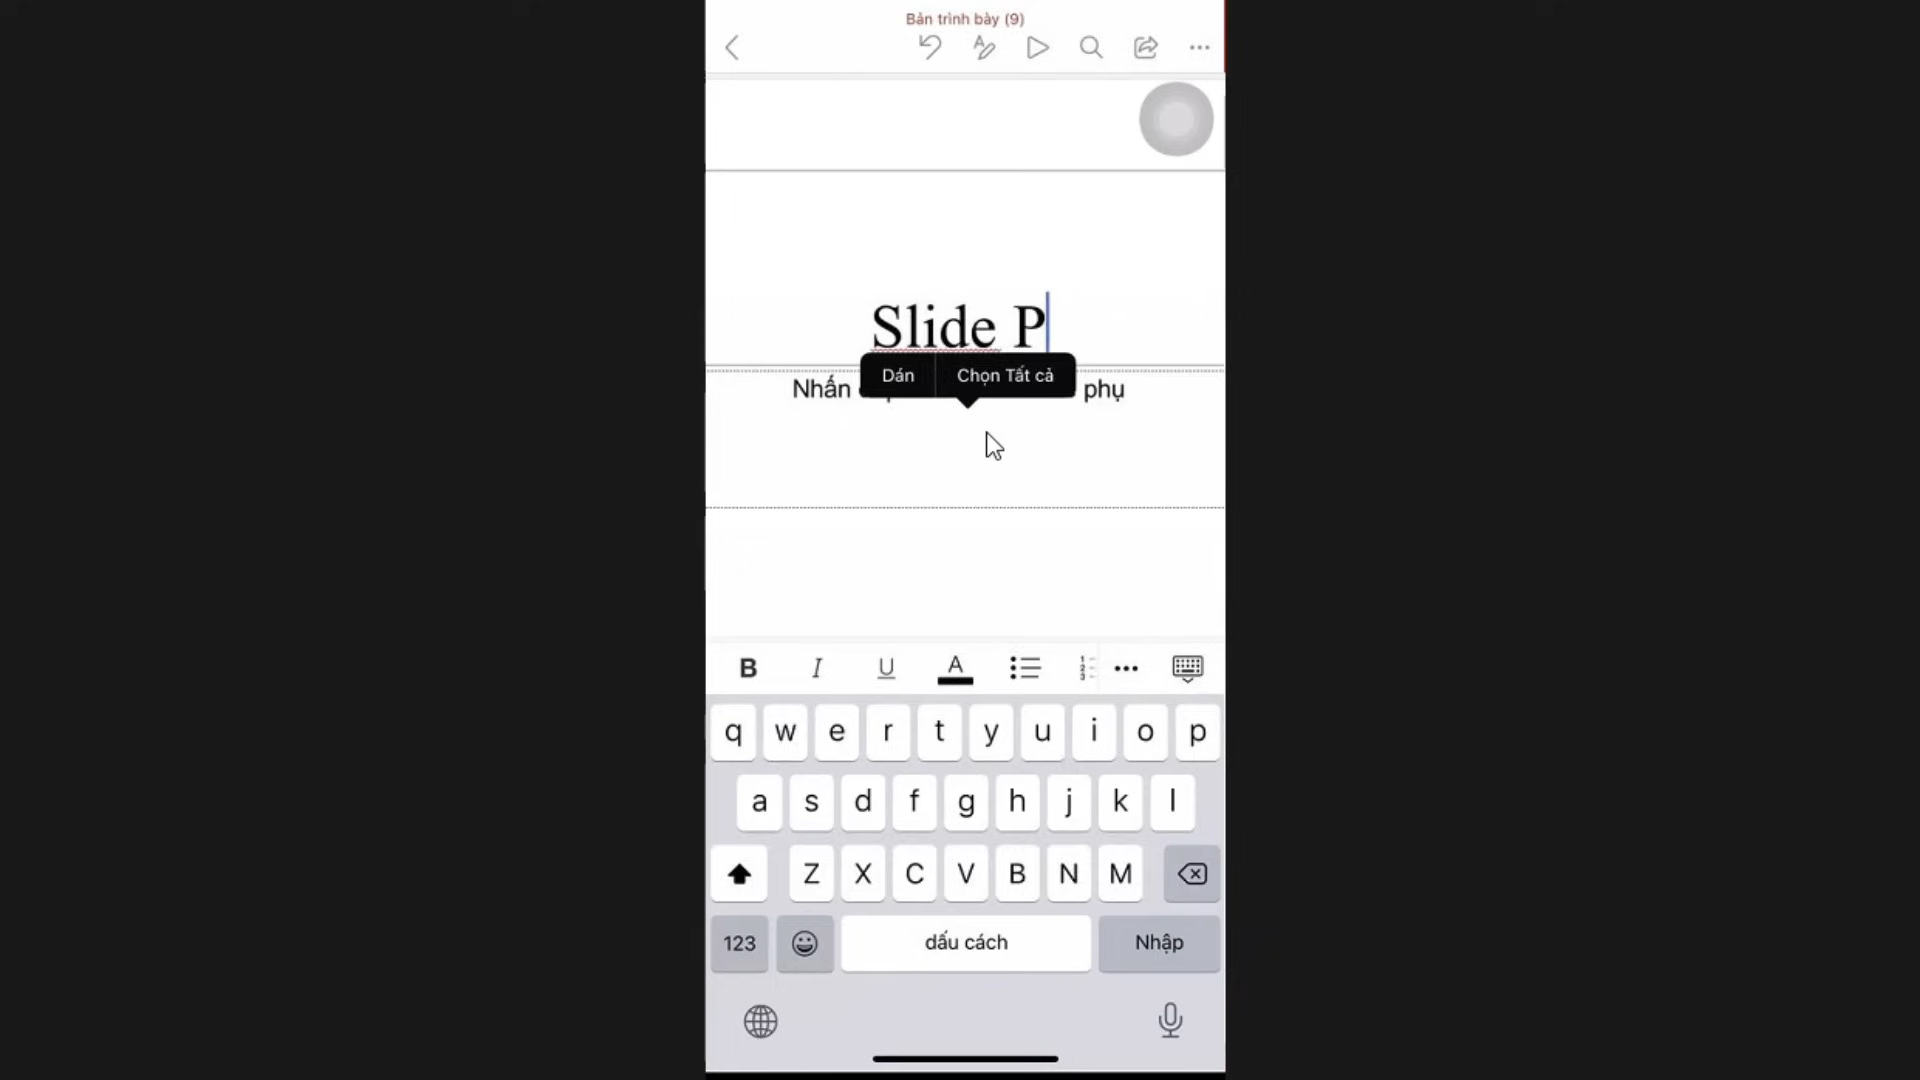 Bản trình bày (9)
Slide P
Dán Chọn Tất cả
Nhấn phụ
B I U A
q w e r t y u i o p
a s d f g h j k l
Z X C V B N M
123 dấu cách Nhập